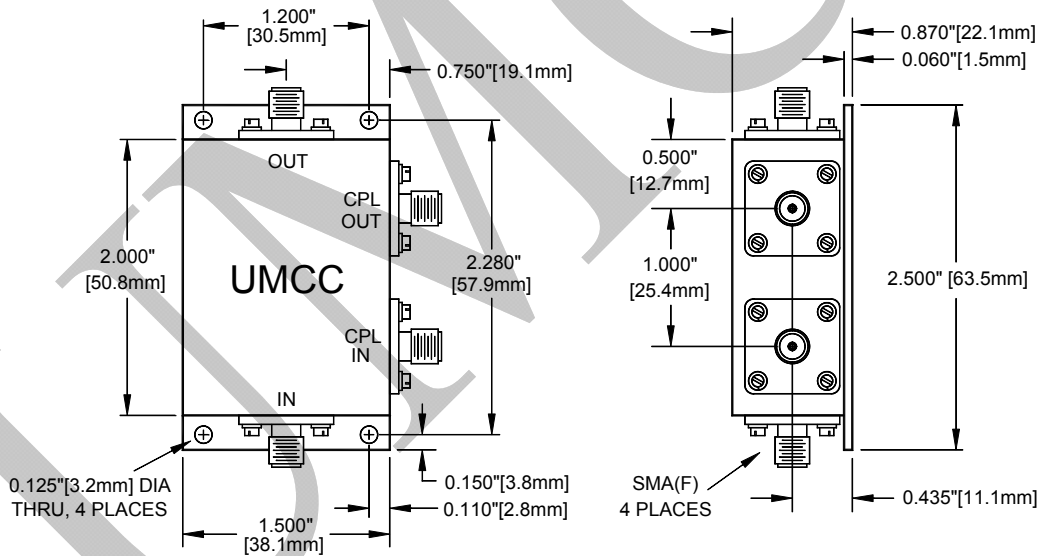 1.200"
[30.5mm]
0.750"[19.1mm]
OUT
CPL
OUT
2.000"
[50.8mm]
UMCC
2.280"
[57.9mm]
CPL
IN
IN
0.125"[3.2mm] DIA
THRU, 4 PLACES
0.150"[3.8mm]
0.110"[2.8mm]
1.500"
[38.1mm]
0.870"[22.1mm]
0.060"[1.5mm]
0.500"
[12.7mm]
1.000"
[25.4mm]
2.500" [63.5mm]
SMA(F)
4 PLACES
0.435"[11.1mm]